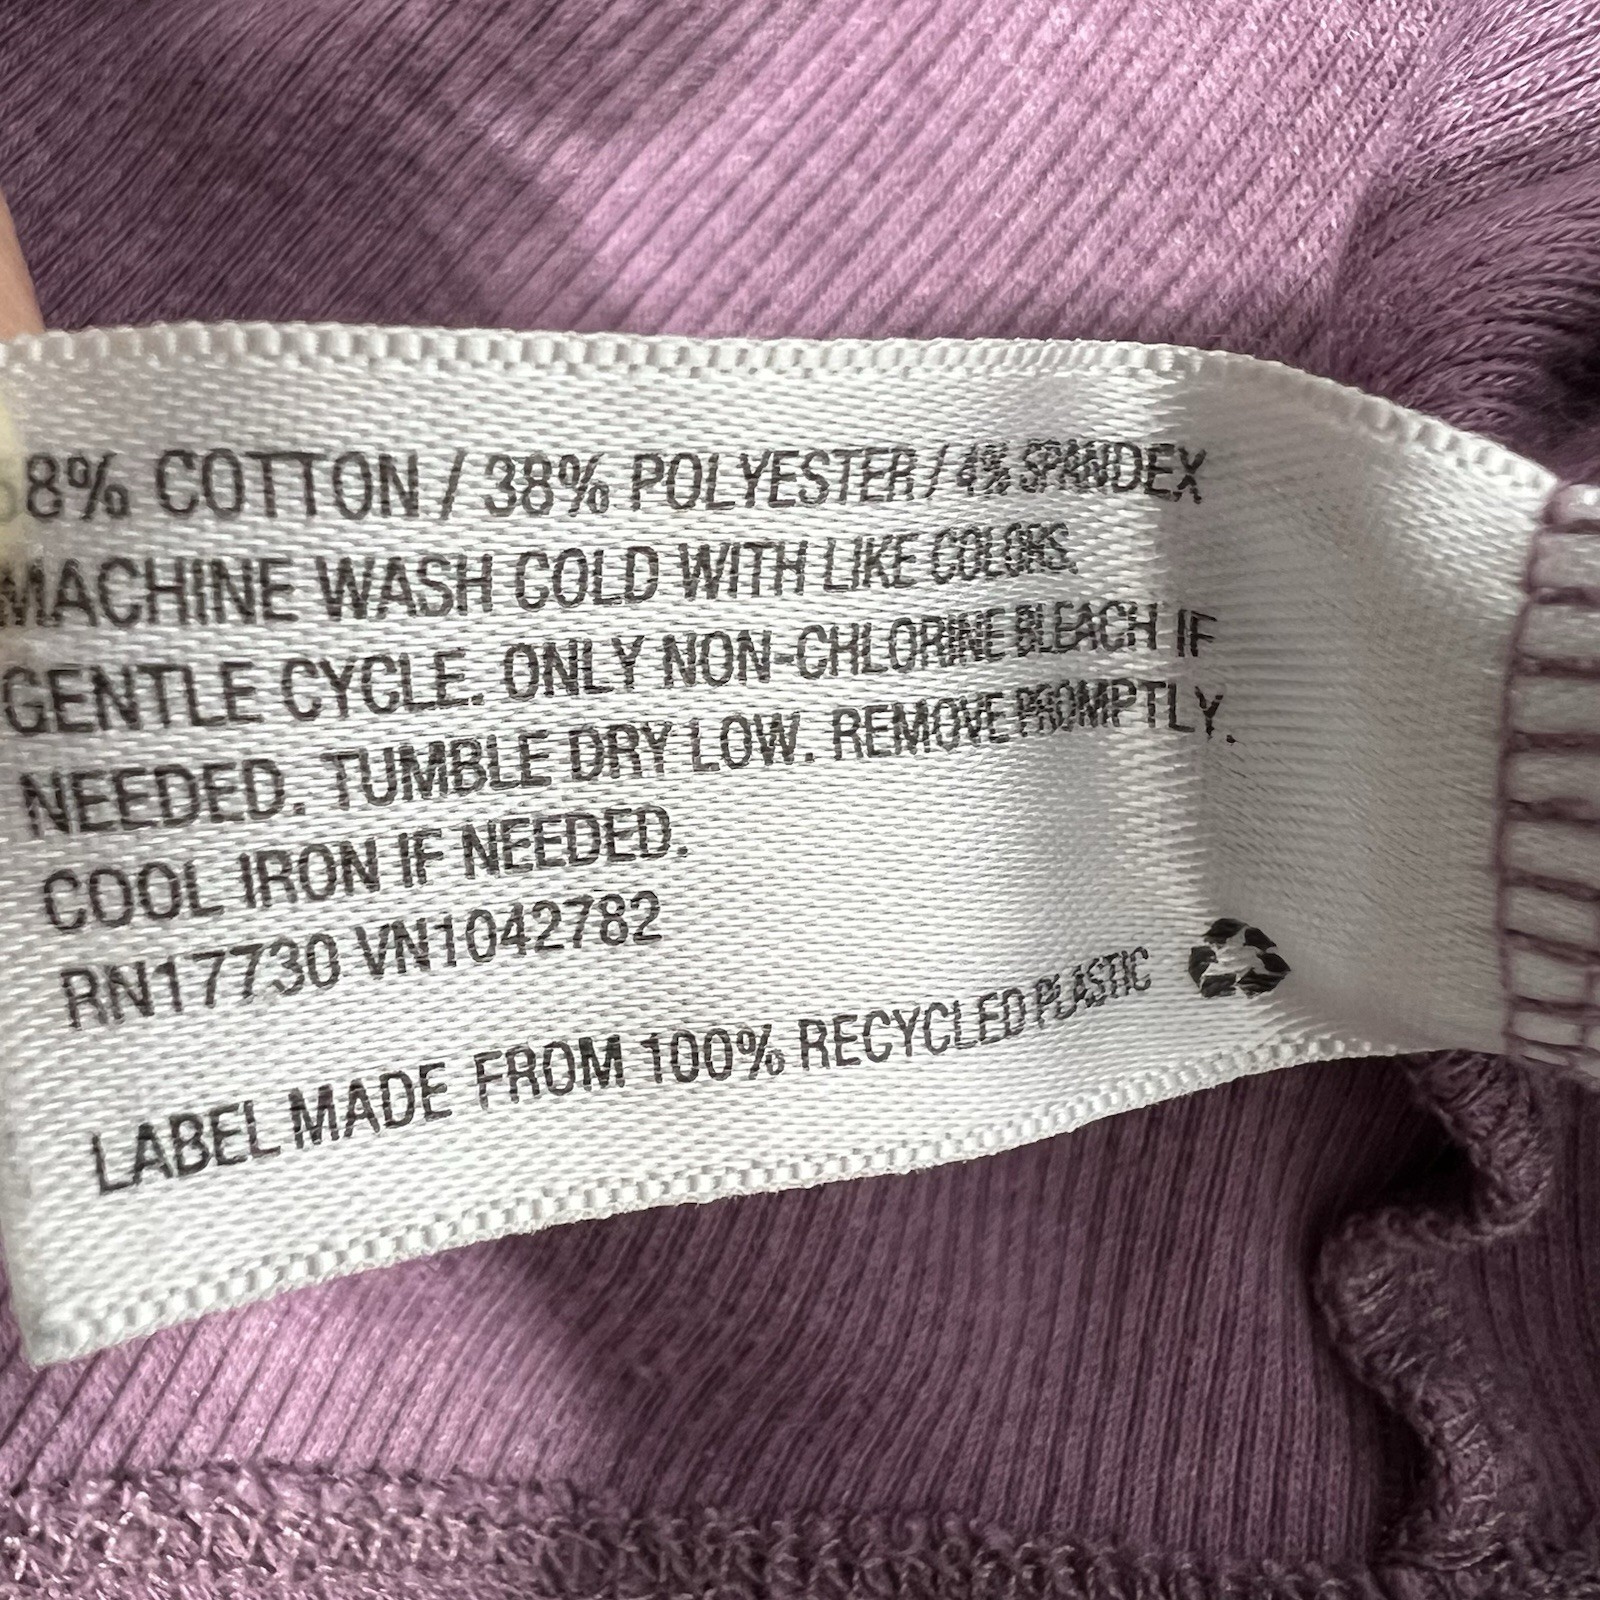 58% COTTON / 38% POLYESTER / 4% SPANDEX
MACHINE WASH COLD WITH LIKE COLORS.
GENTLE CYCLE. ONLY NON-CHLORINE BLEACH IF
NEEDED. TUMBLE DRY LOW. REMOVE PROMPTLY.
COOL IRON IF NEEDED.
RN17730 VN1042782
LABEL MADE FROM 100% RECYCLED PLASTIC